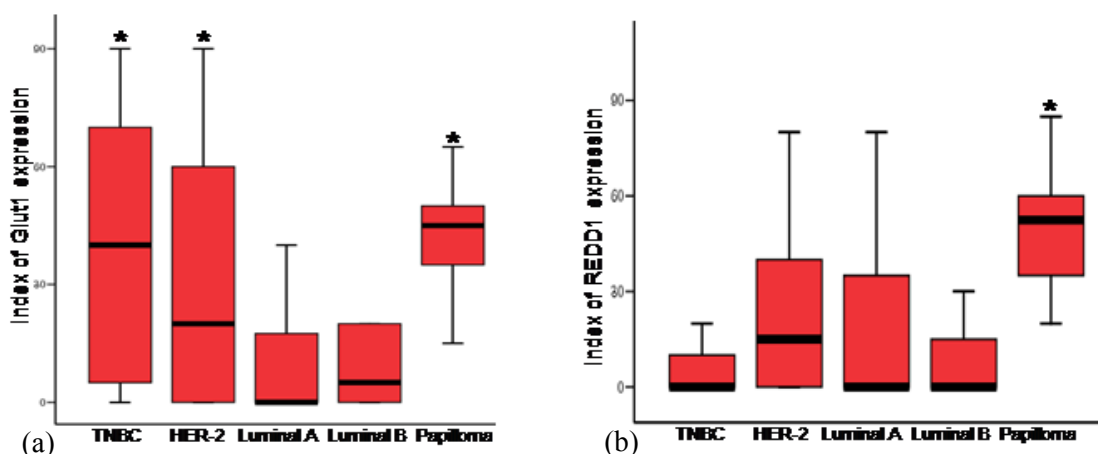 Index of Glut1 expression
90
60
30
0
* * *
TNBC HER-2 Luminal A Luminal B Papilloma
(a)
Index of REDD1 expression
90
60
30
0
*
TNBC HER-2 Luminal A Luminal B Papilloma
(b)